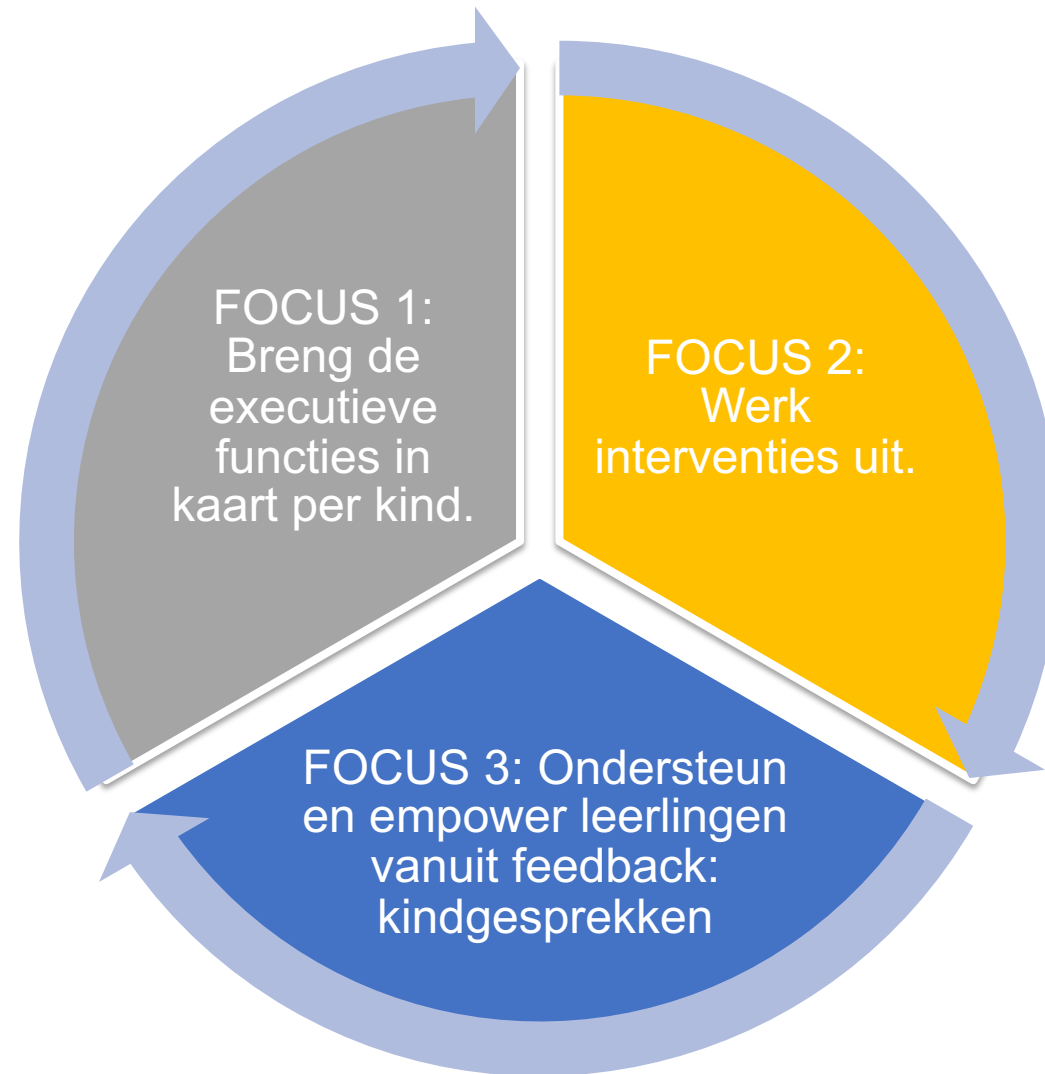 FOCUS 1:
Breng de
executieve
functies in
kaart per kind.
FOCUS 2:
Werk
interventies uit.
FOCUS 3: Ondersteun
en empower leerlingen
vanuit feedback:
kindgesprekken